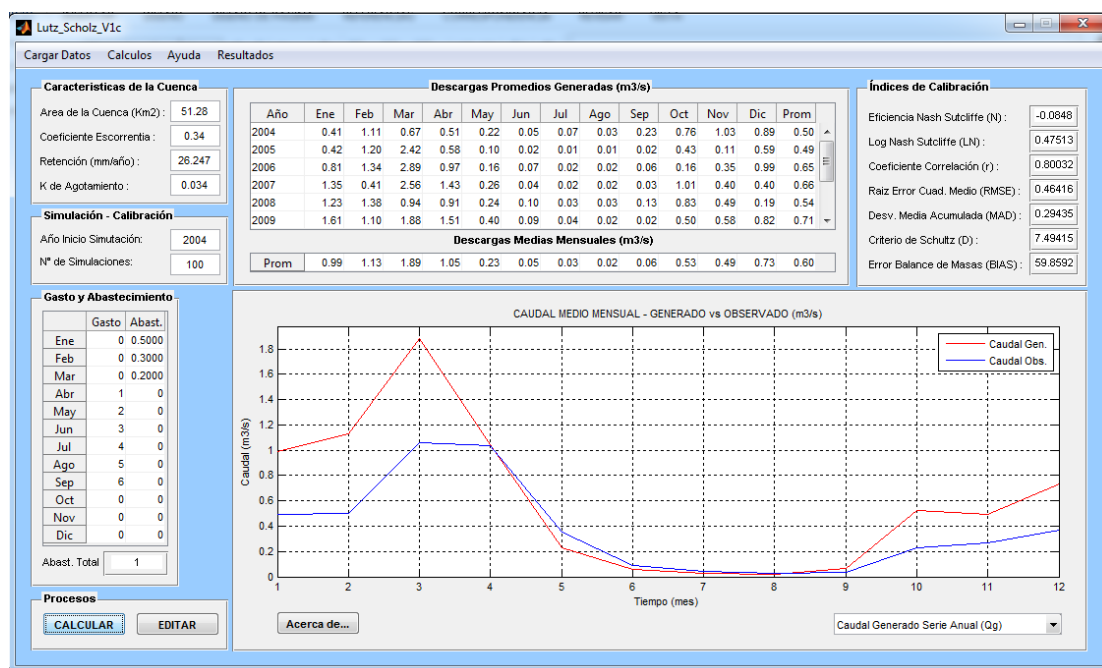 Lutz_Scholz_V1c
Cargar Datos Calculos Ayuda Resultados
Caracteristicas de la Cuenca
Area de la Cuenca (Km2) : 51.28
Coeficiente Escorrentia : 0.34
Retención (mm/año) : 26.247
K de Agotamiento : 0.034
Simulación - Calibración
Año Inicio Simutación: 2004
N° de Simulaciones: 100
Descargas Promedios Generadas (m3/s)
Año Ene Feb Mar Abr May Jun Jul Ago Sep Oct Nov Dic Prom
2004 0.41 1.11 0.67 0.51 0.22 0.05 0.07 0.03 0.23 0.76 1.03 0.89 0.50
2005 0.42 1.20 2.42 0.58 0.10 0.02 0.01 0.01 0.02 0.43 0.11 0.59 0.49
2006 0.81 1.34 2.89 0.97 0.16 0.07 0.02 0.02 0.06 0.16 0.35 0.99 0.65
2007 1.35 0.41 2.56 1.43 0.26 0.04 0.02 0.02 0.03 1.01 0.40 0.40 0.66
2008 1.23 1.38 0.94 0.91 0.24 0.10 0.03 0.03 0.13 0.83 0.49 0.19 0.54
2009 1.61 1.10 1.88 1.51 0.40 0.09 0.04 0.02 0.02 0.50 0.58 0.82 0.71
Descargas Medias Mensuales (m3/s)
Prom 0.99 1.13 1.89 1.05 0.23 0.05 0.03 0.02 0.06 0.53 0.49 0.73 0.60
Índices de Calibración
Eficiencia Nash Sutcliffe (N) : -0.0848
Log Nash Sutcliffe (LN) : 0.47513
Coeficiente Correlación (r) : 0.80032
Raiz Error Cuad. Medio (RMSE) : 0.46416
Desv. Media Acumulada (MAD) : 0.29435
Criterio de Schultz (D) : 7.49415
Error Balance de Masas (BIAS) : 59.8592
Gasto y Abastecimiento
Gasto Abast.
Ene 0 0.5000
Feb 0 0.3000
Mar 0 0.2000
Abr 1 0
May 2 0
Jun 3 0
Jul 4 0
Ago 5 0
Sep 6 0
Oct 0 0
Nov 0 0
Dic 0 0
Abast. Total 1
Procesos
CALCULAR EDITAR
CAUDAL MEDIO MENSUAL - GENERADO vs OBSERVADO (m3/s)
Caudal Gen.
Caudal Obs.
Caudal (m3/s)
1.8
1.6
1.4
1.2
1
0.8
0.6
0.4
0.2
0
1 2 3 4 5 6 7 8 9 10 11 12
Tiempo (mes)
Acerca de...
Caudal Generado Serie Anual (Qg)